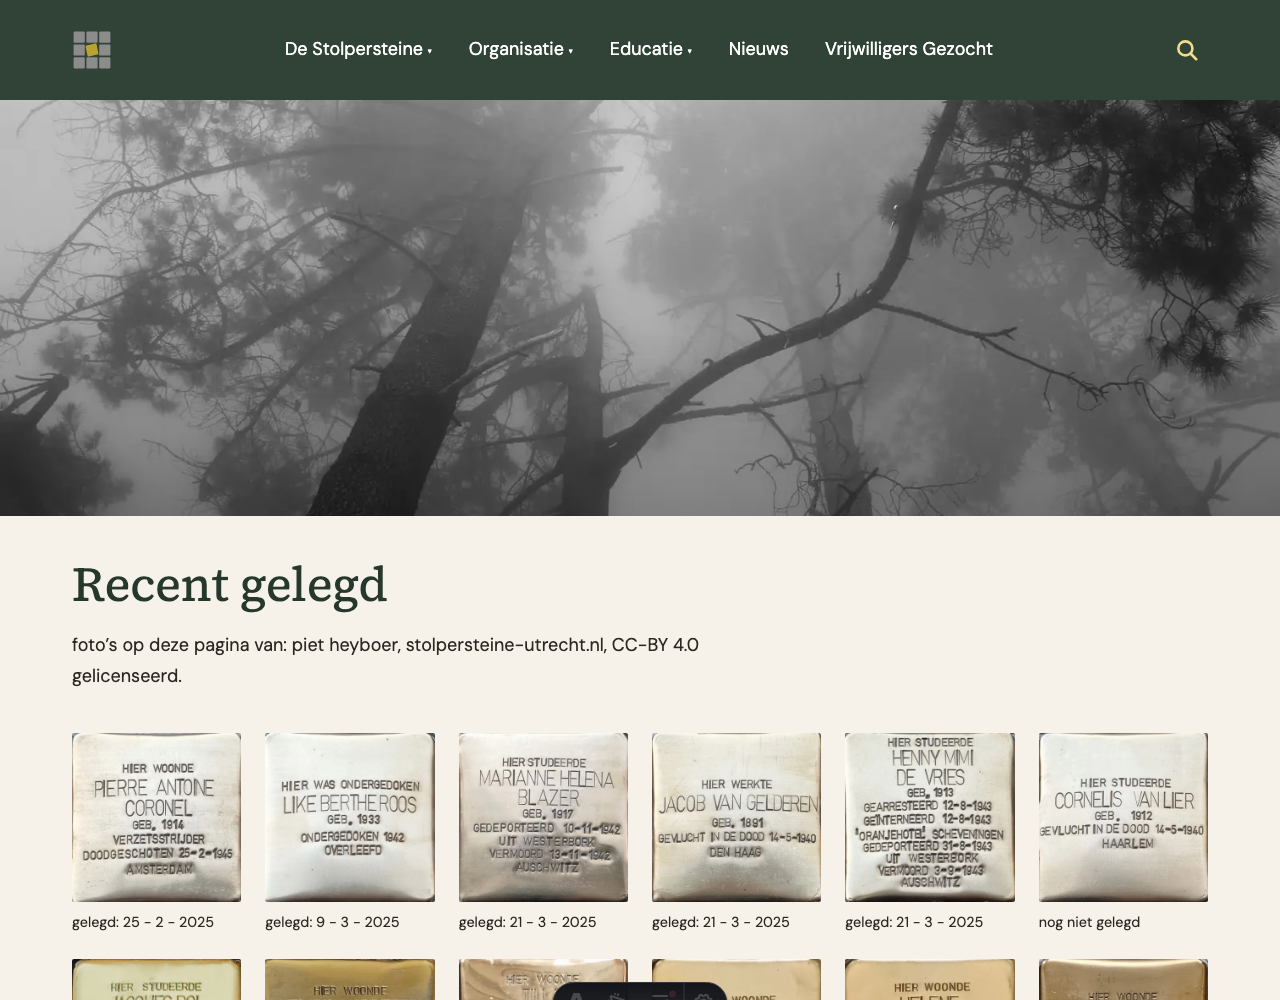 De Stolpersteine ▾ Organisatie ▾ Educatie ▾ Nieuws Vrijwilligers Gezocht
Recent gelegd
foto's op deze pagina van: piet heyboer, stolpersteine-utrecht.nl, CC-BY 4.0
gelicenseerd.
HIER WOONDE
PIERRE ANTOINE
CORONEL
GEB. 1914
VERZETSSTRIJDER
DOODGESCHOTEN 25-2-1945
AMSTERDAM
gelegd: 25 - 2 - 2025
HIER WAS ONDERGEDOKEN
LIKE BERTHE ROOS
GEB. 1933
ONDERGEDOKEN 1942
OVERLEEFD
gelegd: 9 - 3 - 2025
HIER STUDEERDE
MARIANNE HELENA
BLAZER
GEB. 1917
GEDEPORTEERD 10-11-1942
UIT WESTERBORK
VERMOORD 13-11-1942
AUSCHWITZ
gelegd: 21 - 3 - 2025
HIER WERKTE
JACOB VAN GELDEREN
GEB. 1891
GEVLUCHT IN DE DOOD 14-5-1940
DEN HAAG
gelegd: 21 - 3 - 2025
HIER STUDEERDE
HENNY MIMI
DE VRIES
GEB. 1913
GEARRESTEERD 12-8-1943
GEÏNTERNEERD 12-8-1943
'ORANJEHOTEL' SCHEVENINGEN
GEDEPORTEERD 31-8-1943
UIT WESTERBORK
VERMOORD 3-9-1943
AUSCHWITZ
gelegd: 21 - 3 - 2025
HIER STUDEERDE
CORNELIS VAN LIER
GEB. 1912
GEVLUCHT IN DE DOOD 14-5-1940
HAARLEM
nog niet gelegd
HIER STUDEERDE
HIER WOONDE
HIER WOONDE
WOONDE
HIER WOONDE
HIER WOONDE